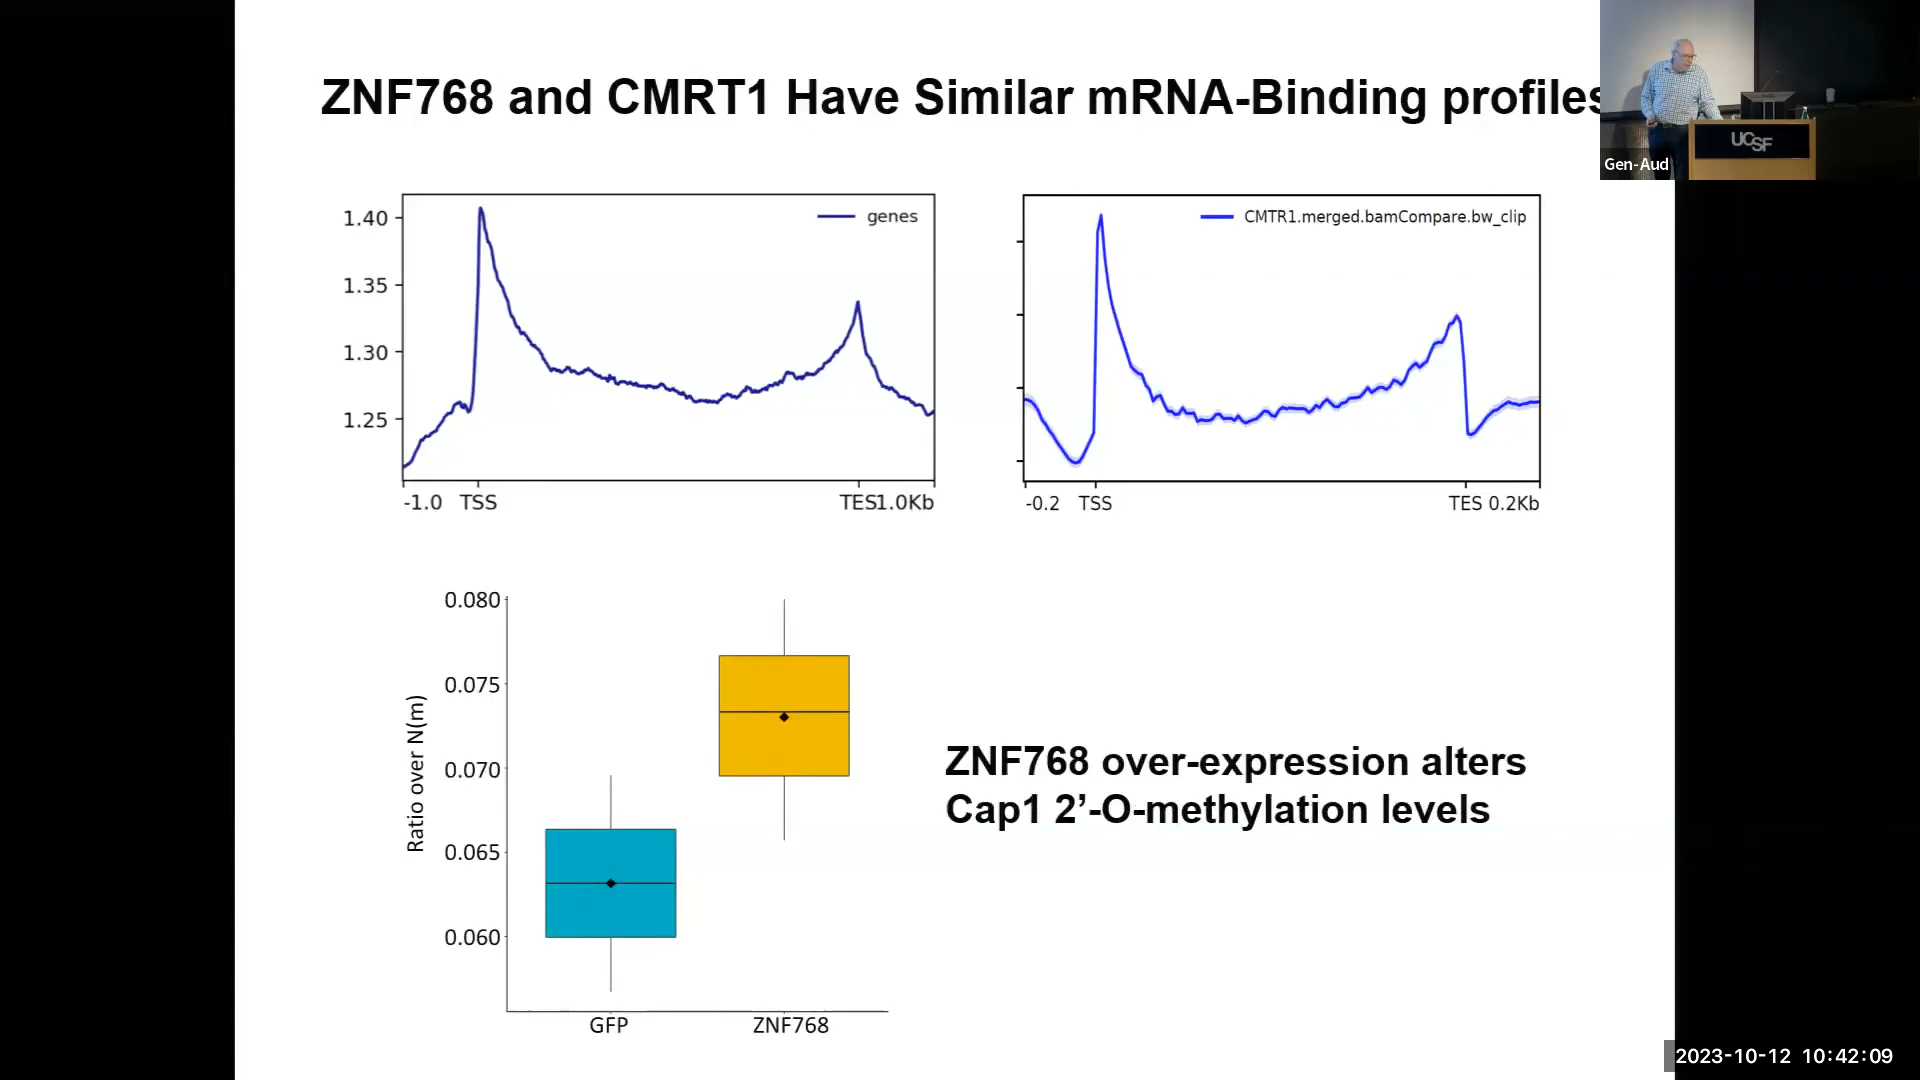 ZNF768 and CMRT1 Have Similar mRNA-Binding profiles
UCSF
Gen-Aud
1.40
1.35
1.30
1.25
genes
-1.0 TSS TES1.0Kb
CMTR1.merged.bamCompare.bw_clip
-0.2 TSS TES 0.2Kb
0.080
0.075
0.070
0.065
0.060
Ratio over N(m)
GFP ZNF768
ZNF768 over-expression alters
Cap1 2’-O-methylation levels
2023-10-12 10:42:09